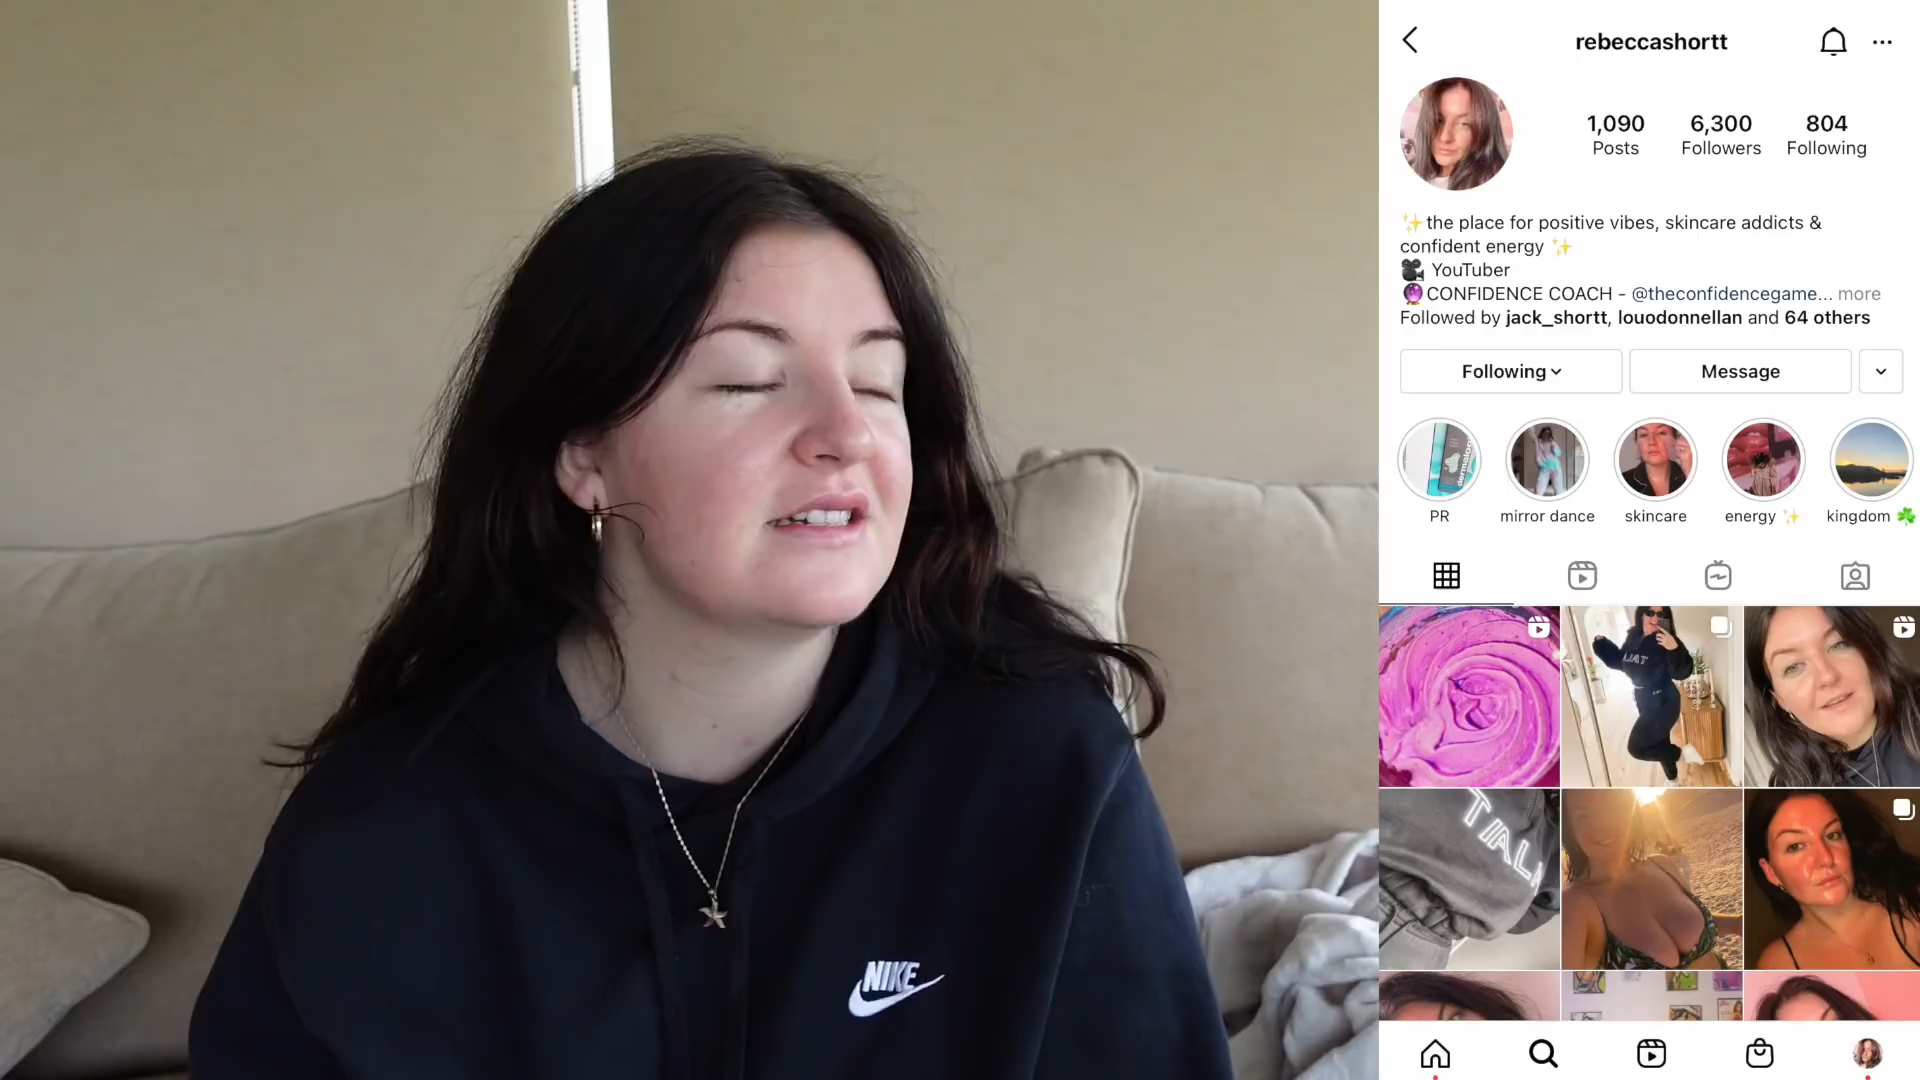 rebeccashortt
1,090 6,300 804
Posts Followers Following
✨the place for positive vibes, skincare addicts &
confident energy ✨
🎥 YouTuber
🔮CONFIDENCE COACH - @theconfidencegame... more
Followed by jack_shortt, louodonnellan and 64 others
Following Message
PR mirror dance skincare energy ✨ kingdom ☘️
TALA
TALA
NIKE